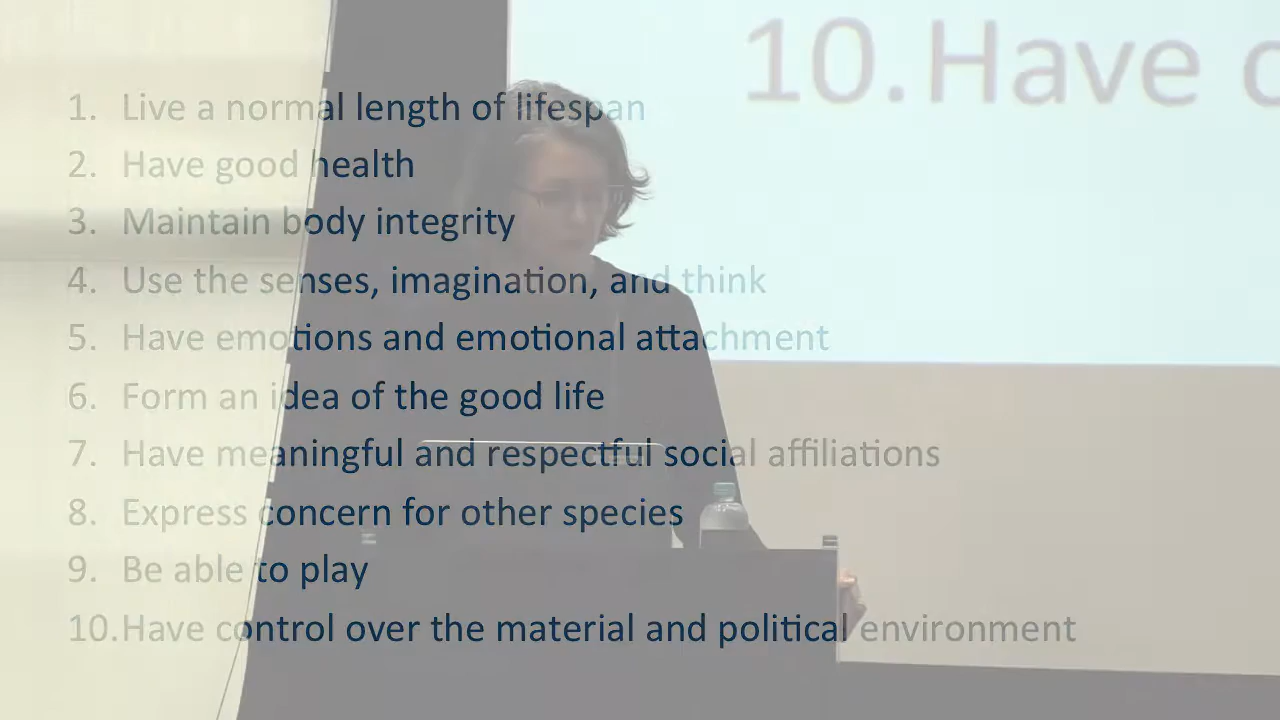 10. Have
1. Live a normal length of lifespan
2. Have good health
3. Maintain body integrity
4. Use the senses, imagination, and think
5. Have emotions and emotional attachment
6. Form an idea of the good life
7. Have meaningful and respectful social affiliations
8. Express concern for other species
9. Be able to play
10. Have control over the material and political environment